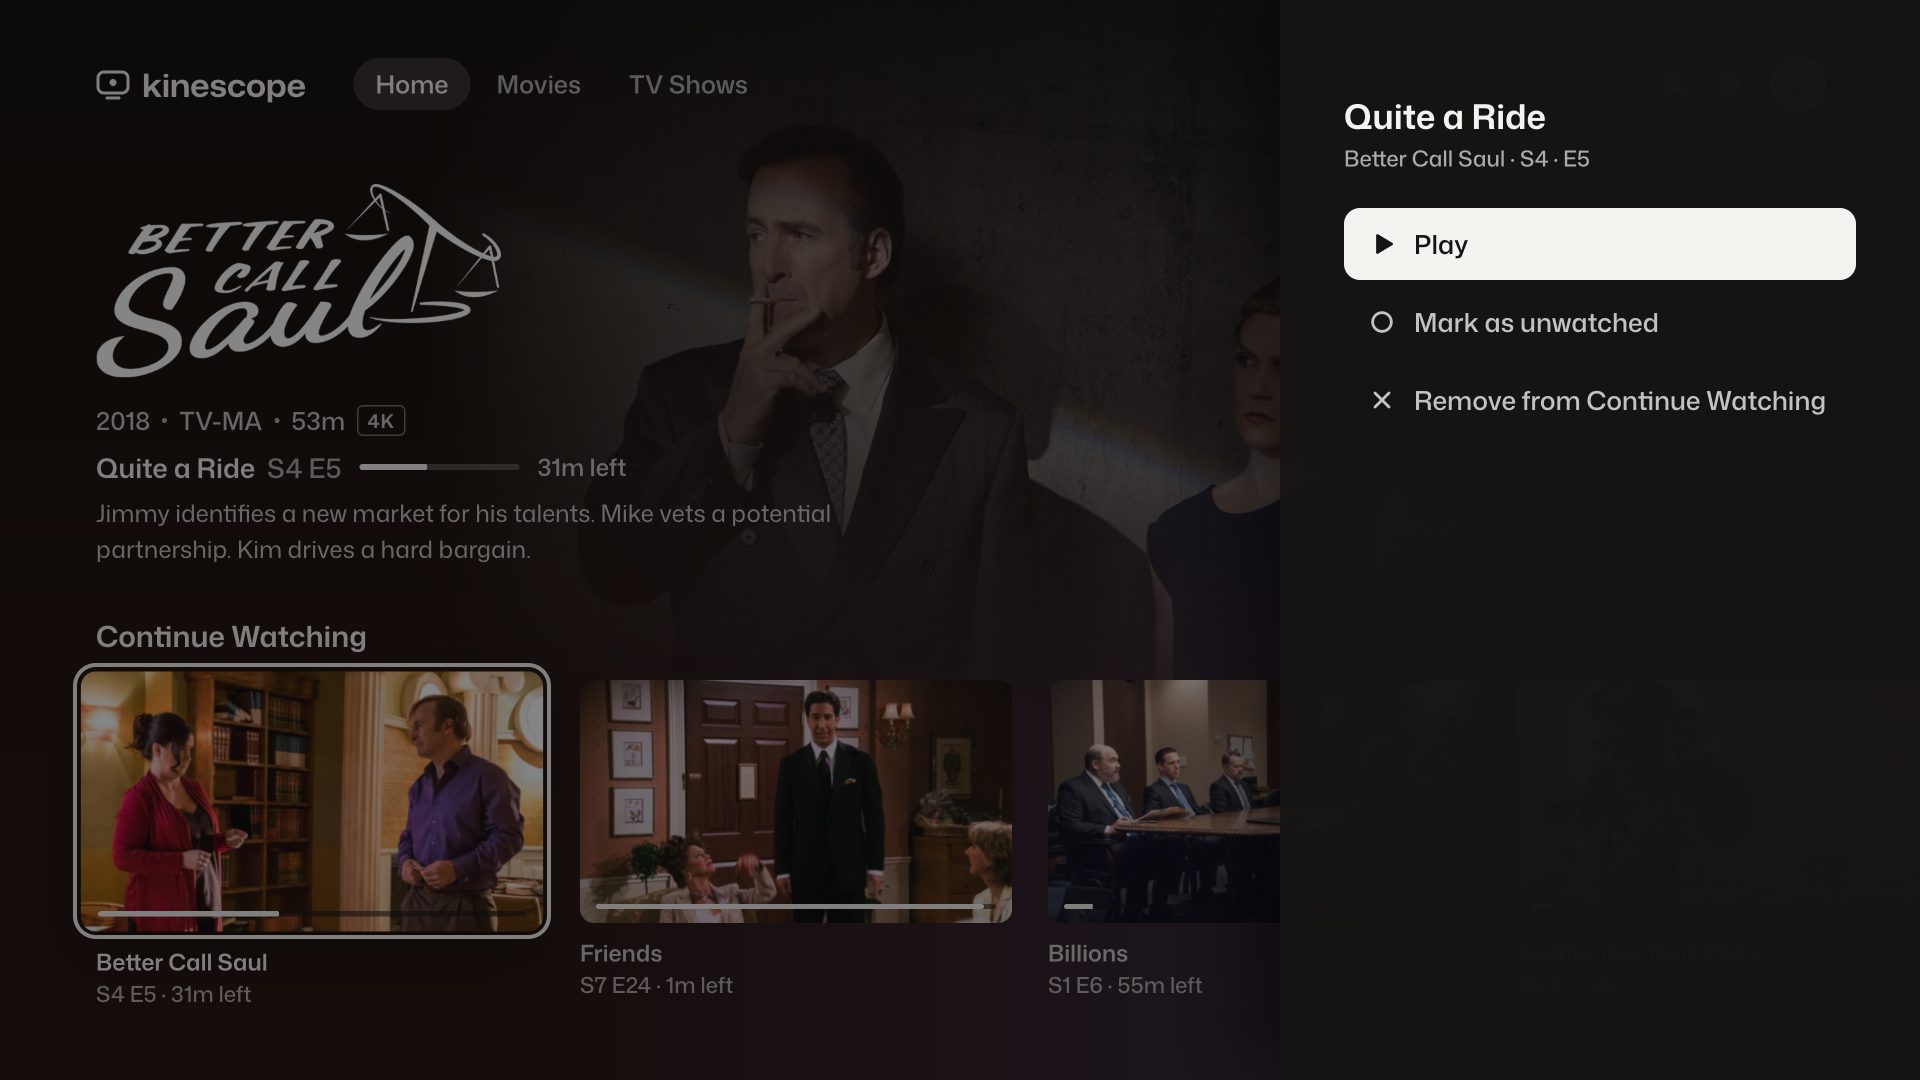 kinescope
Home
Movies
TV Shows
BETTER
CALL
Saul
2018 • TV-MA • 53m 4K
Quite a Ride S4 E5 31m left
Jimmy identifies a new market for his talents. Mike vets a potential
partnership. Kim drives a hard bargain.
Continue Watching
Better Call Saul
S4 E5 · 31m left
Friends
S7 E24 · 1m left
Billions
S1 E6 · 55m left
Quite a Ride
Better Call Saul · S4 · E5
Play
Mark as unwatched
Remove from Continue Watching